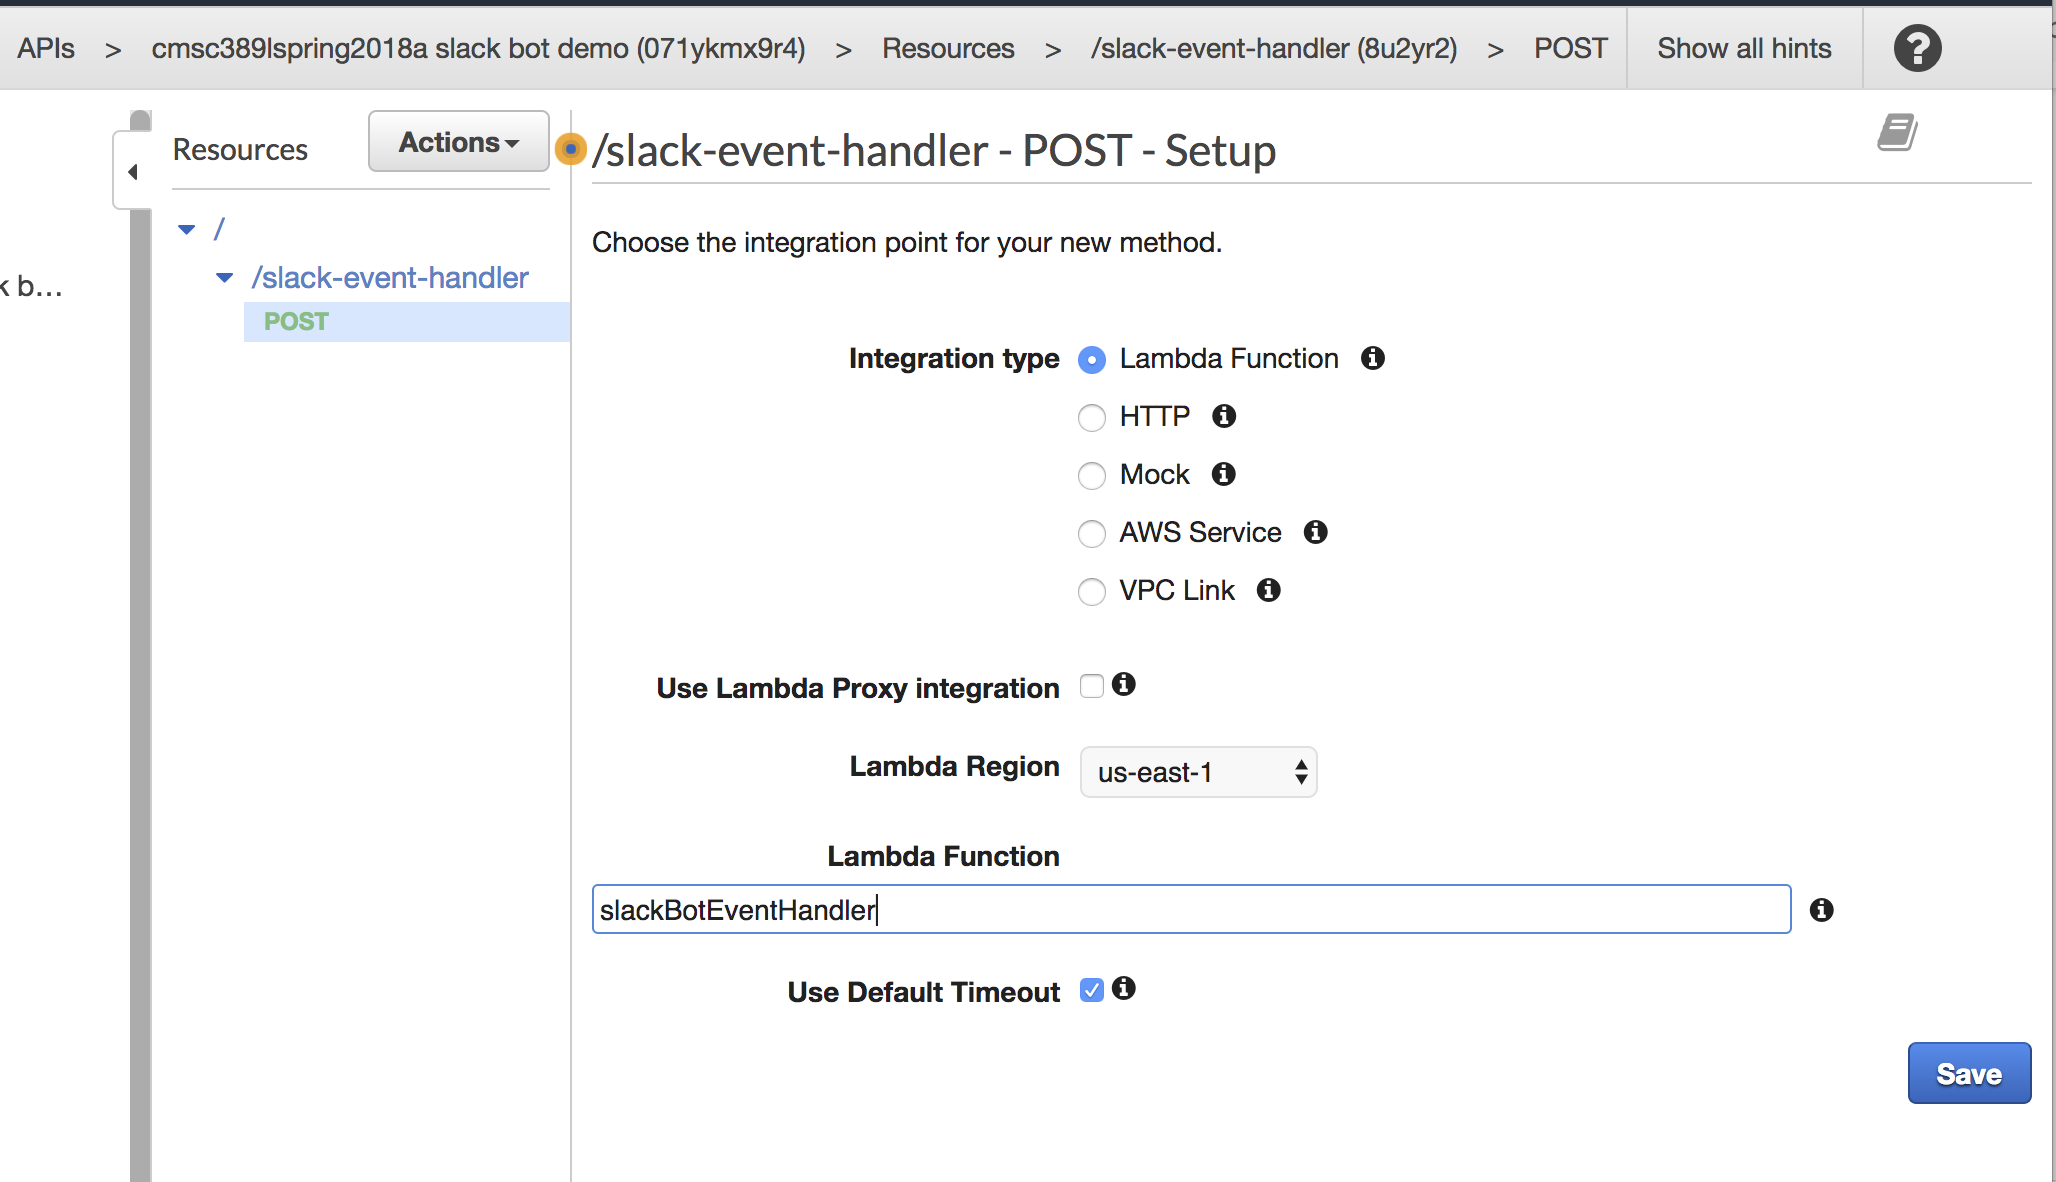 APIs > cmsc389lspring2018a slack bot demo (071ykmx9r4) > Resources > /slack-event-handler (8u2yr2) > POST Show all hints ?
Resources Actions
/slack-event-handler - POST - Setup
/
Choose the integration point for your new method.
/slack-event-handler
k b...
POST
Integration type Lambda Function
HTTP
Mock
AWS Service
VPC Link
Use Lambda Proxy integration
Lambda Region us-east-1
Lambda Function
slackBotEventHandler
Use Default Timeout
Save